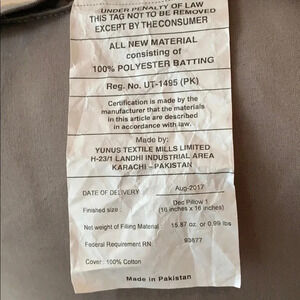 UNDER PENALTY OF LAW
THIS TAG NOT TO BE REMOVED
EXCEPT BY THE CONSUMER
ALL NEW MATERIAL
consisting of
100% POLYESTER BATTING
Reg. No. UT-1495 (PK)
Certification is made by the
manufacturer that the materials
in this article are described
in accordance with law.
Made by:
YUNUS TEXTILE MILLS LIMITED
H-23/1 LANDHI INDUSTRIAL AREA
KARACHI - PAKISTAN
DATE OF DELIVERY Aug-2017
Finished size : Dec Pillow 1
(16 inches x 16 inches)
Net weight of Filling Material : 15.87 oz. or 0.99 lbs
Federal Requirement RN: 93677
Cover: 100% Cotton
Made in Pakistan